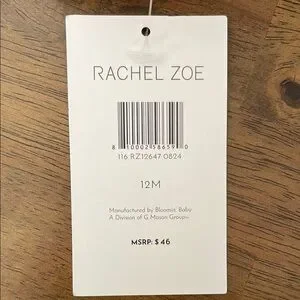 RACHEL ZOE
8 10002 58659 0
116 RZ12647 0824
12M
Manufactured by Bloomin' Baby
A Division of G Mason Group
MSRP: $46